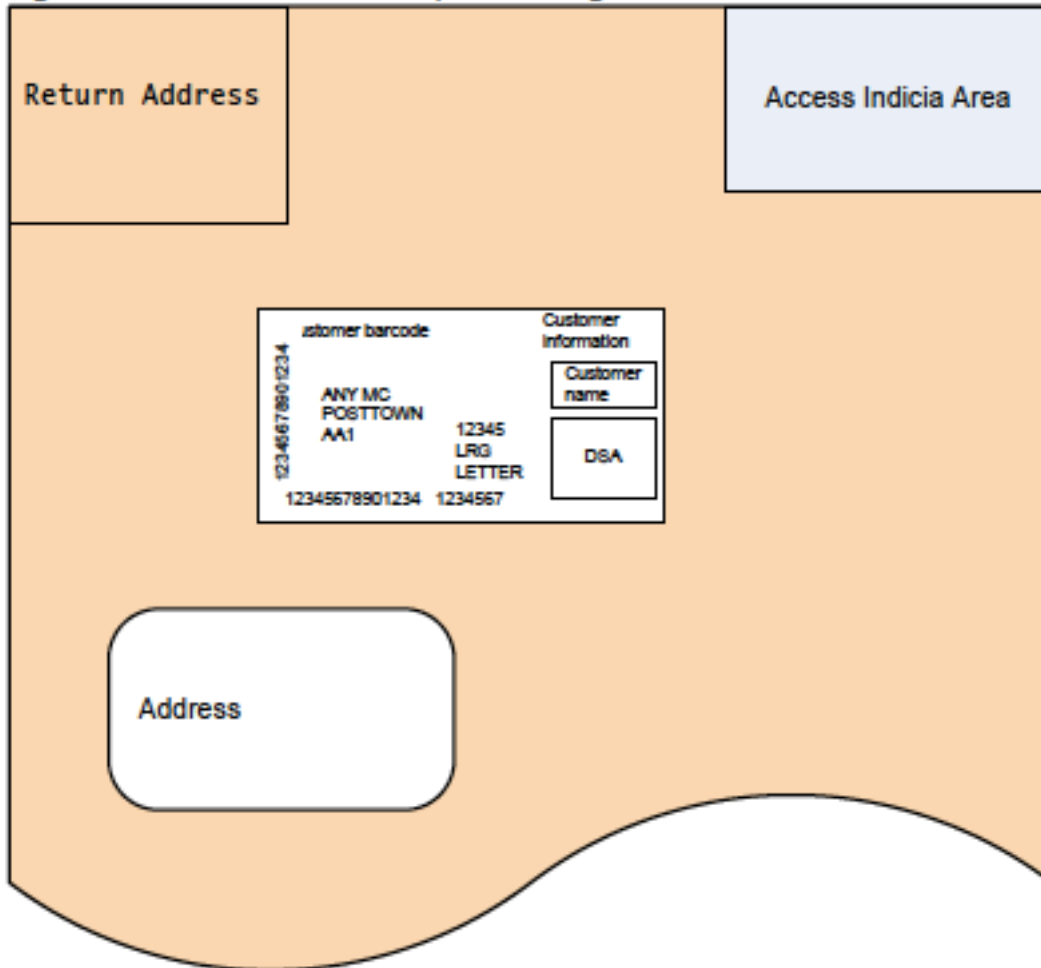 Return Address
Access Indicia Area
stomer barcode
Customer
information
Customer
name
12345678901234
ANY MC
POSTTOWN
AA1
12345
LRG
LETTER
DSA
12345678901234 1234567
Address